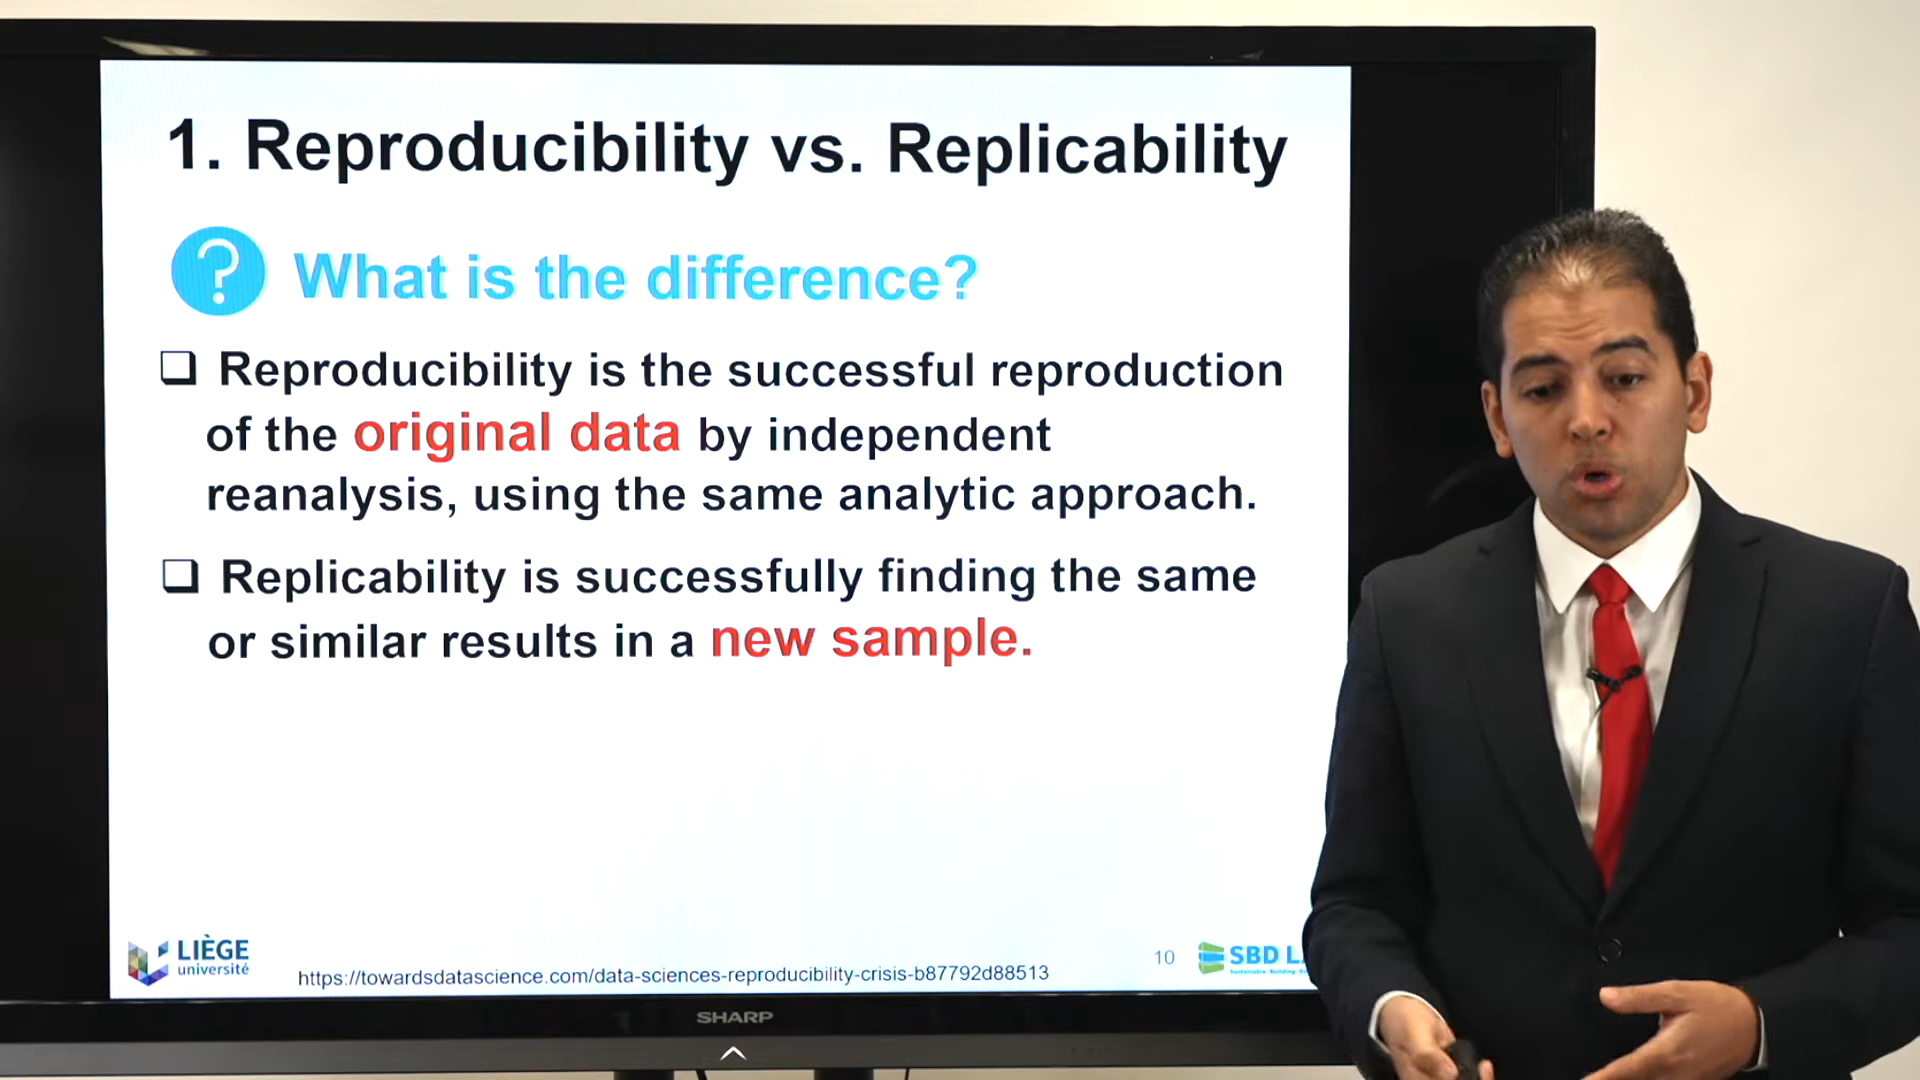 1. Reproducibility vs. Replicability
? What is the difference?
❑ Reproducibility is the successful reproduction
of the original data by independent
reanalysis, using the same analytic approach.
❑ Replicability is successfully finding the same
or similar results in a new sample.
LIÈGE
université
https://towardsdatascience.com/data-sciences-reproducibility-crisis-b87792d88513
10
SBD
SHARP